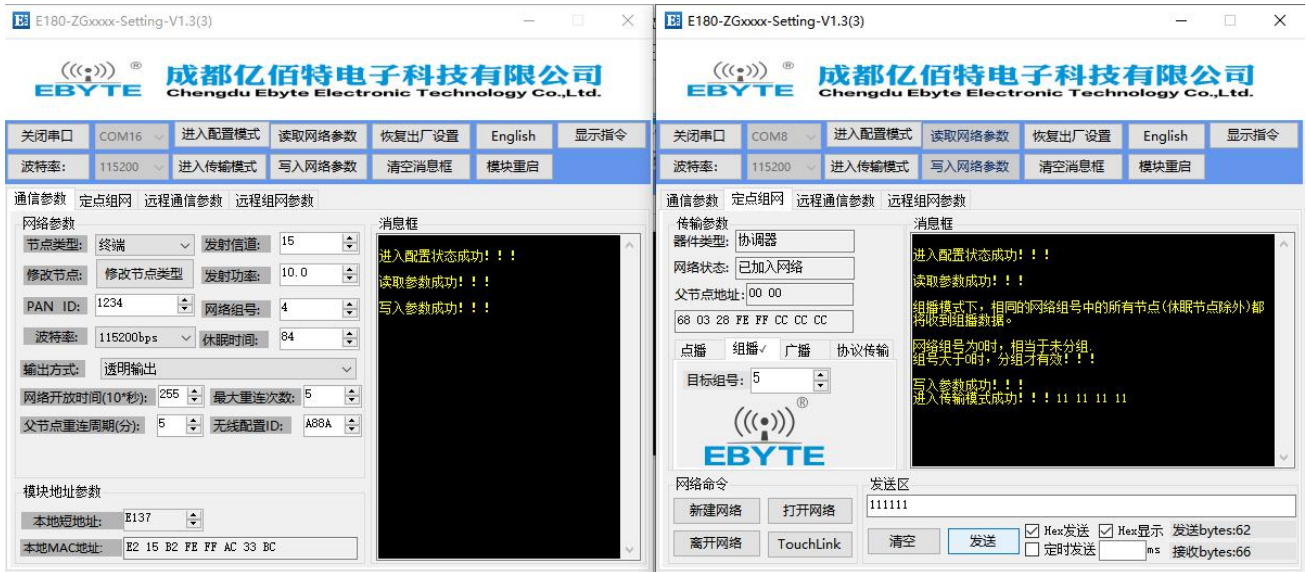 E180-ZGxxxx-Setting-V1.3(3)
EBYTE ®
成都亿佰特电子科技有限公司
Chengdu Ebyte Electronic Technology Co.,Ltd.
关闭串口 COM16 进入配置模式 读取网络参数 恢复出厂设置 English 显示指令
波特率: 115200 进入传输模式 写入网络参数 清空消息框 模块重启
通信参数 定点组网 远程通信参数 远程组网参数
网络参数
节点类型: 终端 发射信道: 15
修改节点: 修改节点类型 发射功率: 10.0
PAN ID: 1234 网络组号: 4
波特率: 115200bps 休眠时间: 84
输出方式: 透明输出
网络开放时间(10*秒): 255 最大重连次数: 5
父节点重连周期(分): 5 无线配置ID: A88A
模块地址参数
本地短地址: E137
本地MAC地址: E2 15 B2 FE FF AC 33 BC
消息框
进入配置状态成功!!!
读取参数成功!!!
写入参数成功!!!
E180-ZGxxxx-Setting-V1.3(3)
EBYTE ®
成都亿佰特电子科技有限公司
Chengdu Ebyte Electronic Technology Co.,Ltd.
关闭串口 COM8 进入配置模式 读取网络参数 恢复出厂设置 English 显示指令
波特率: 115200 进入传输模式 写入网络参数 清空消息框 模块重启
通信参数 定点组网 远程通信参数 远程组网参数
传输参数
器件类型: 协调器
网络状态: 已加入网络
父节点地址: 00 00
68 03 28 FE FF CC CC CC
点播 组播✓ 广播 协议传输
目标组号: 5
®
EBYTE
消息框
进入配置状态成功!!!
读取参数成功!!!
组播模式下，相同的网络组号中的所有节点(休眠节点除外)都
将收到组播数据。
网络组号为0时，相当于未分组.
组号大于0时，分组才有效!!!
写入参数成功!!!
进入传输模式成功!!!11 11 11 11
网络命令
新建网络 打开网络
离开网络 TouchLink
发送区
111111
清空 发送 Hex发送 Hex显示 发送bytes:62
定时发送 ms 接收bytes:66